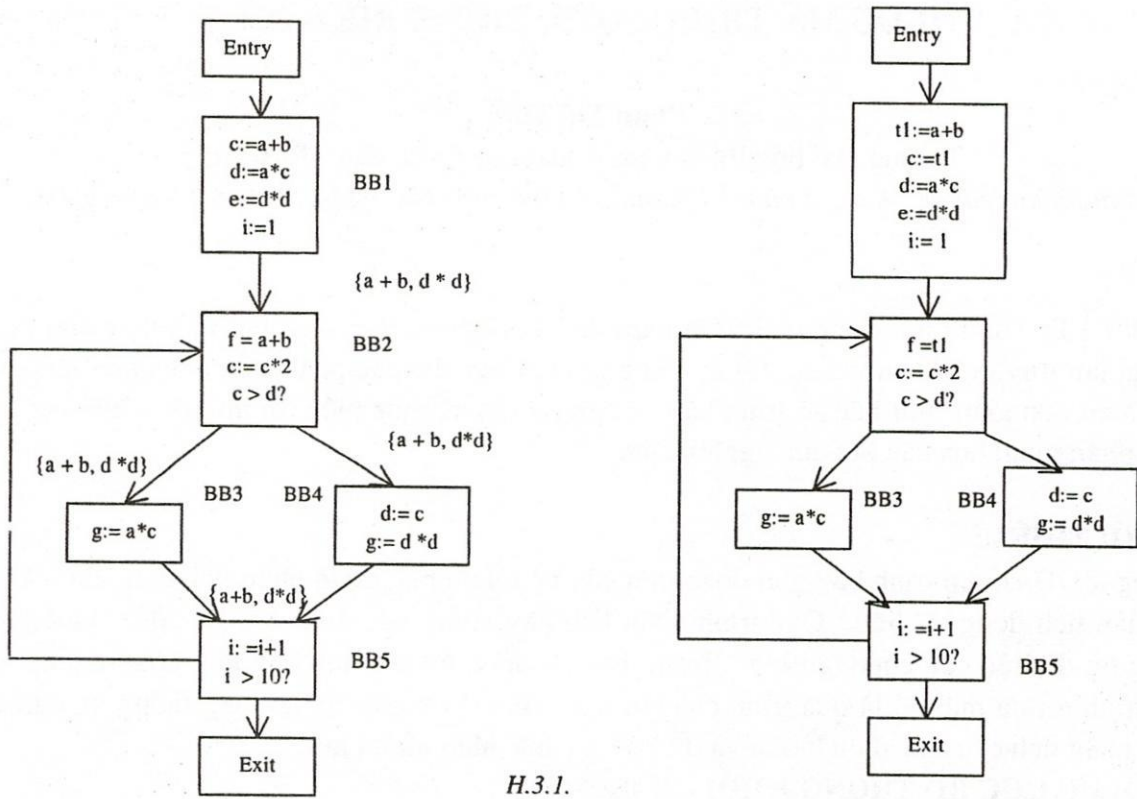 Entry
c:=a+b
d:=a*c
e:=d*d
i:=1
BB1
{a + b, d * d}
f = a+b
c:= c*2
c > d?
BB2
{a + b, d *d}
{a + b, d*d}
BB3
BB4
g:= a*c
d:= c
g:= d *d
{a+b, d*d}
i: =i+1
i > 10?
BB5
Exit
Entry
t1:=a+b
c:=t1
d:=a*c
e:=d*d
i:= 1
f =t1
c:= c*2
c > d?
BB3
BB4
g:= a*c
d:= c
g:= d*d
i: =i+1
i > 10?
BB5
Exit
H.3.1.